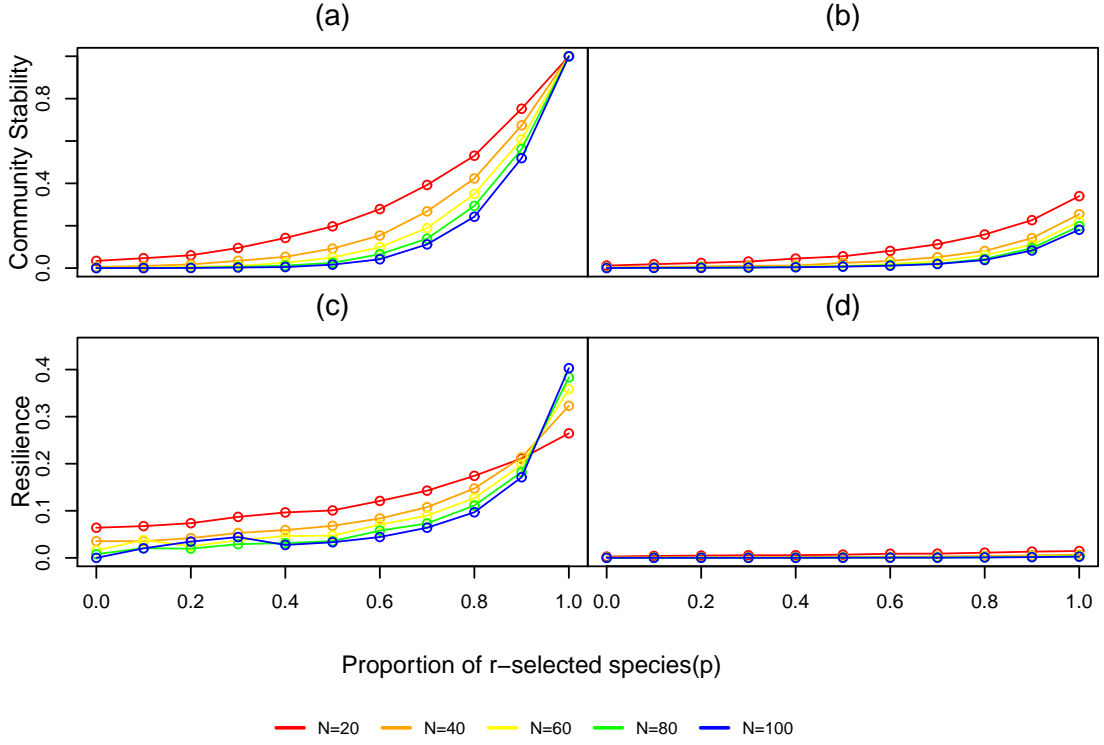 (a) (b)
Community Stability
0.0 0.4 0.8
(c) (d)
Resilience
0.0 0.1 0.2 0.3 0.4
0.0 0.2 0.4 0.6 0.8 1.0 0.0 0.2 0.4 0.6 0.8 1.0
Proportion of r−selected species(p)
N=20 N=40 N=60 N=80 N=100